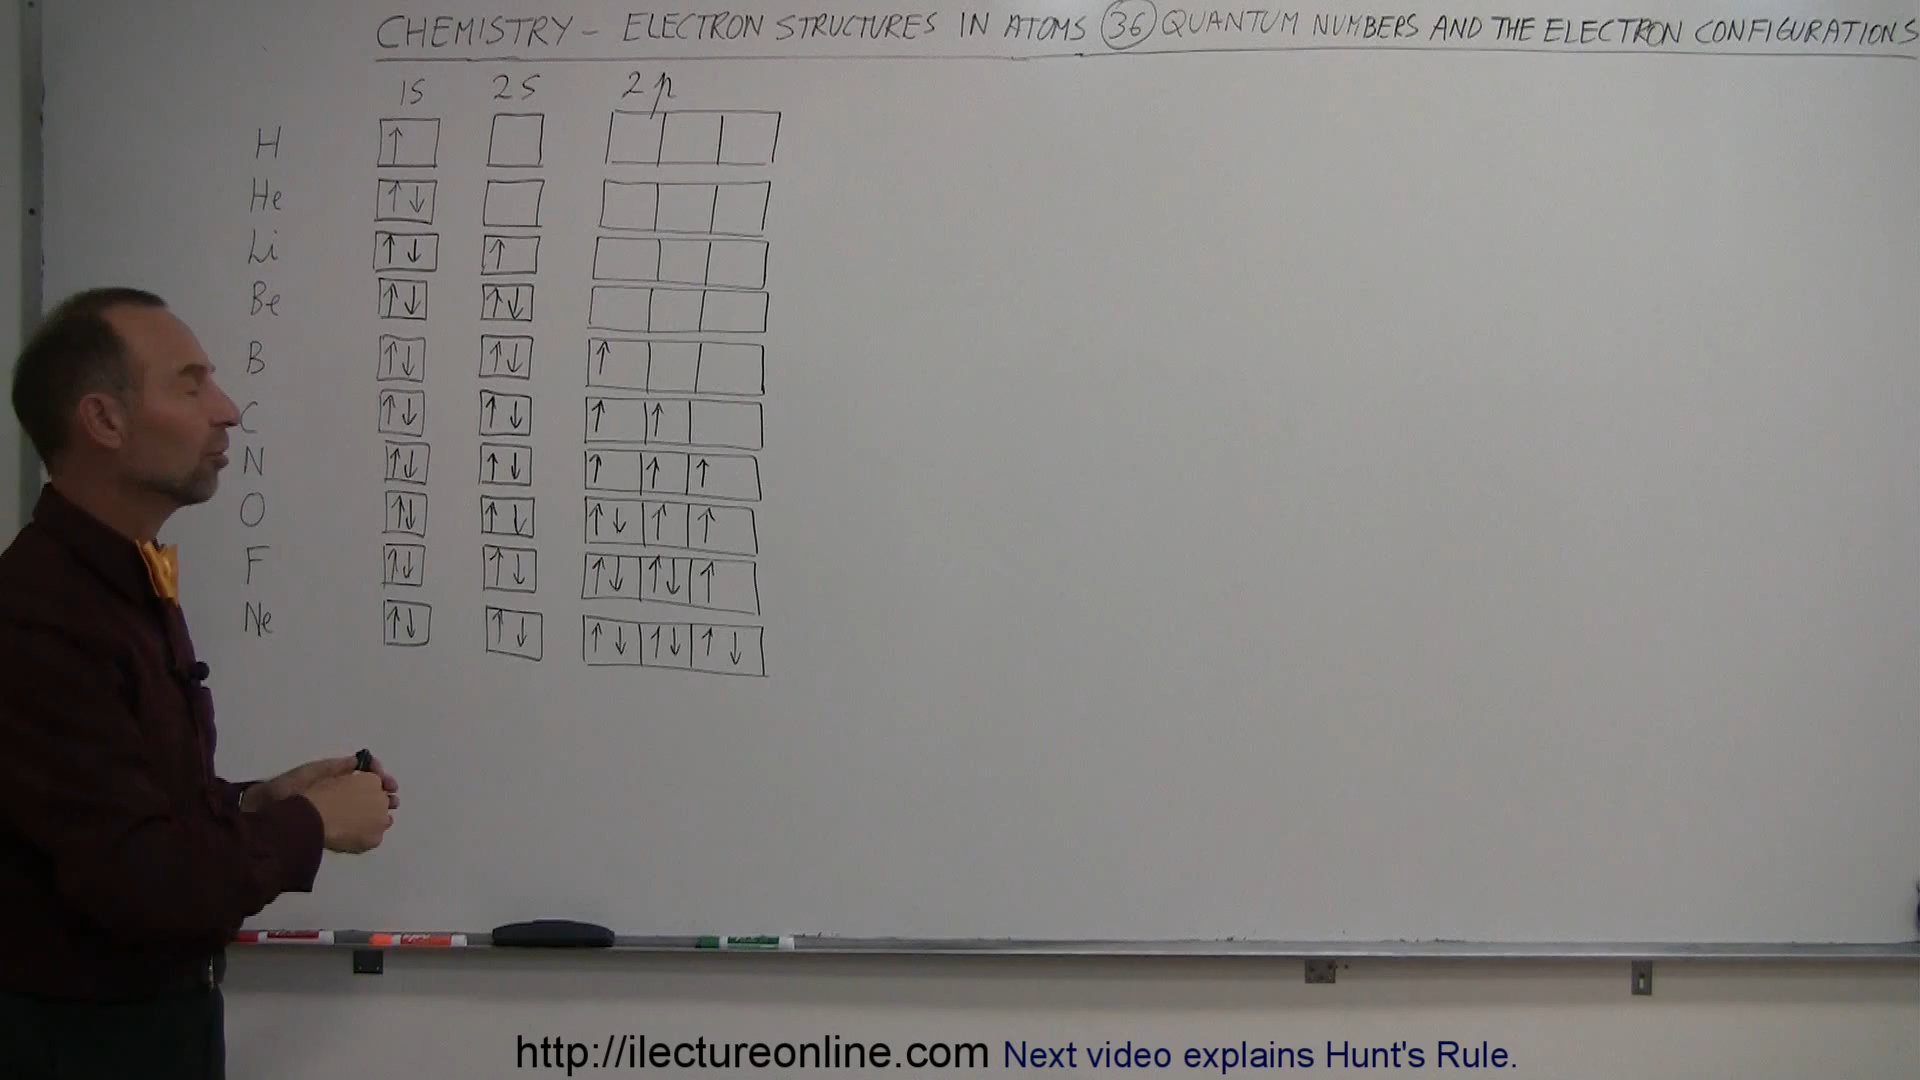 CHEMISTRY - ELECTRON STRUCTURES IN ATOMS 36 QUANTUM NUMBERS AND THE ELECTRON CONFIGURATIONS
1S 2S 2p
H ↑
He ↑↓
Li ↑↓ ↑
Be ↑↓ ↑↓
B ↑↓ ↑↓ ↑
C ↑↓ ↑↓ ↑ ↑
N ↑↓ ↑↓ ↑ ↑ ↑
O ↑↓ ↑↓ ↑↓ ↑ ↑
F ↑↓ ↑↓ ↑↓ ↑↓ ↑
Ne ↑↓ ↑↓ ↑↓ ↑↓ ↑↓
http://ilectureonline.com Next video explains Hunt's Rule.